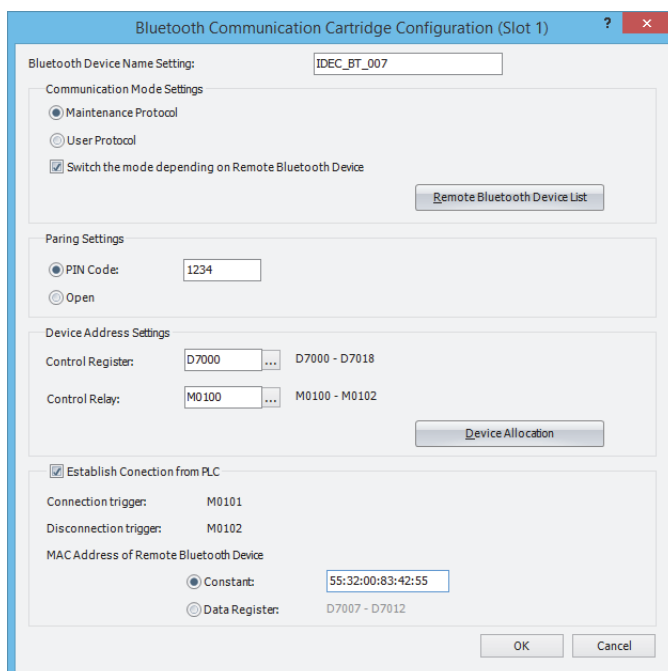 Bluetooth Communication Cartridge Configuration (Slot 1) ? ×
Bluetooth Device Name Setting: IDEC_BT_007
Communication Mode Settings
Maintenance Protocol
User Protocol
Switch the mode depending on Remote Bluetooth Device
Remote Bluetooth Device List
Paring Settings
PIN Code: 1234
Open
Device Address Settings
Control Register: D7000 ... D7000 - D7018
Control Relay: M0100 ... M0100 - M0102
Device Allocation
Establish Conection from PLC
Connection trigger: M0101
Disconnection trigger: M0102
MAC Address of Remote Bluetooth Device
Constant: 55:32:00:83:42:55
Data Register: D7007 - D7012
OK Cancel